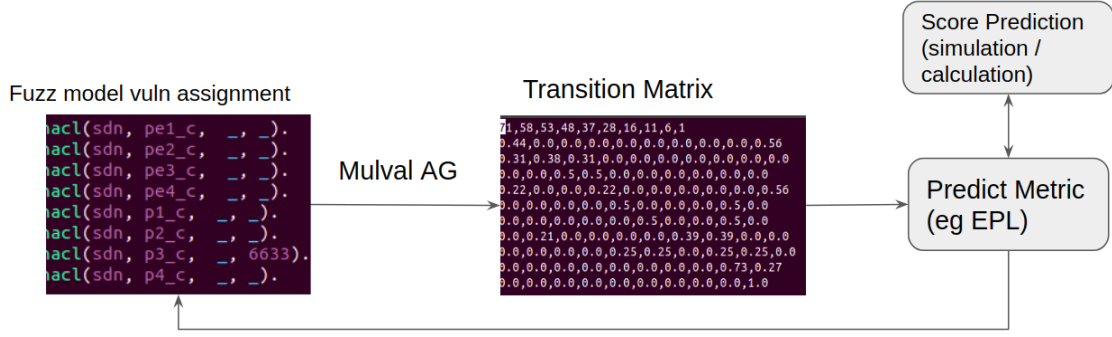 Score Prediction
(simulation /
calculation)
Fuzz model vuln assignment
Transition Matrix
nacl(sdn, pe1_c, _, _).
nacl(sdn, pe2_c, _, _).
nacl(sdn, pe3_c, _, _).
nacl(sdn, pe4_c, _, _).
nacl(sdn, p1_c, _, _).
nacl(sdn, p2_c, _, _).
nacl(sdn, p3_c, _, 6633).
nacl(sdn, p4_c, _, _).
Mulval AG
71,58,53,48,37,28,16,11,6,1
0.44,0.0,0.0,0.0,0.0,0.0,0.0,0.0,0.0,0.56
0.31,0.38,0.31,0.0,0.0,0.0,0.0,0.0,0.0,0.0
0.0,0.0,0.5,0.5,0.0,0.0,0.0,0.0,0.0,0.0
0.22,0.0,0.0,0.22,0.0,0.0,0.0,0.0,0.0,0.56
0.0,0.0,0.0,0.0,0.5,0.0,0.0,0.0,0.5,0.0
0.0,0.0,0.0,0.0,0.0,0.5,0.0,0.0,0.5,0.0
0.0,0.21,0.0,0.0,0.0,0.0,0.39,0.39,0.0,0.0
0.0,0.0,0.0,0.0,0.25,0.25,0.0,0.25,0.25,0.0
0.0,0.0,0.0,0.0,0.0,0.0,0.0,0.0,0.73,0.27
0.0,0.0,0.0,0.0,0.0,0.0,0.0,0.0,0.0,1.0
Predict Metric
(eg EPL)